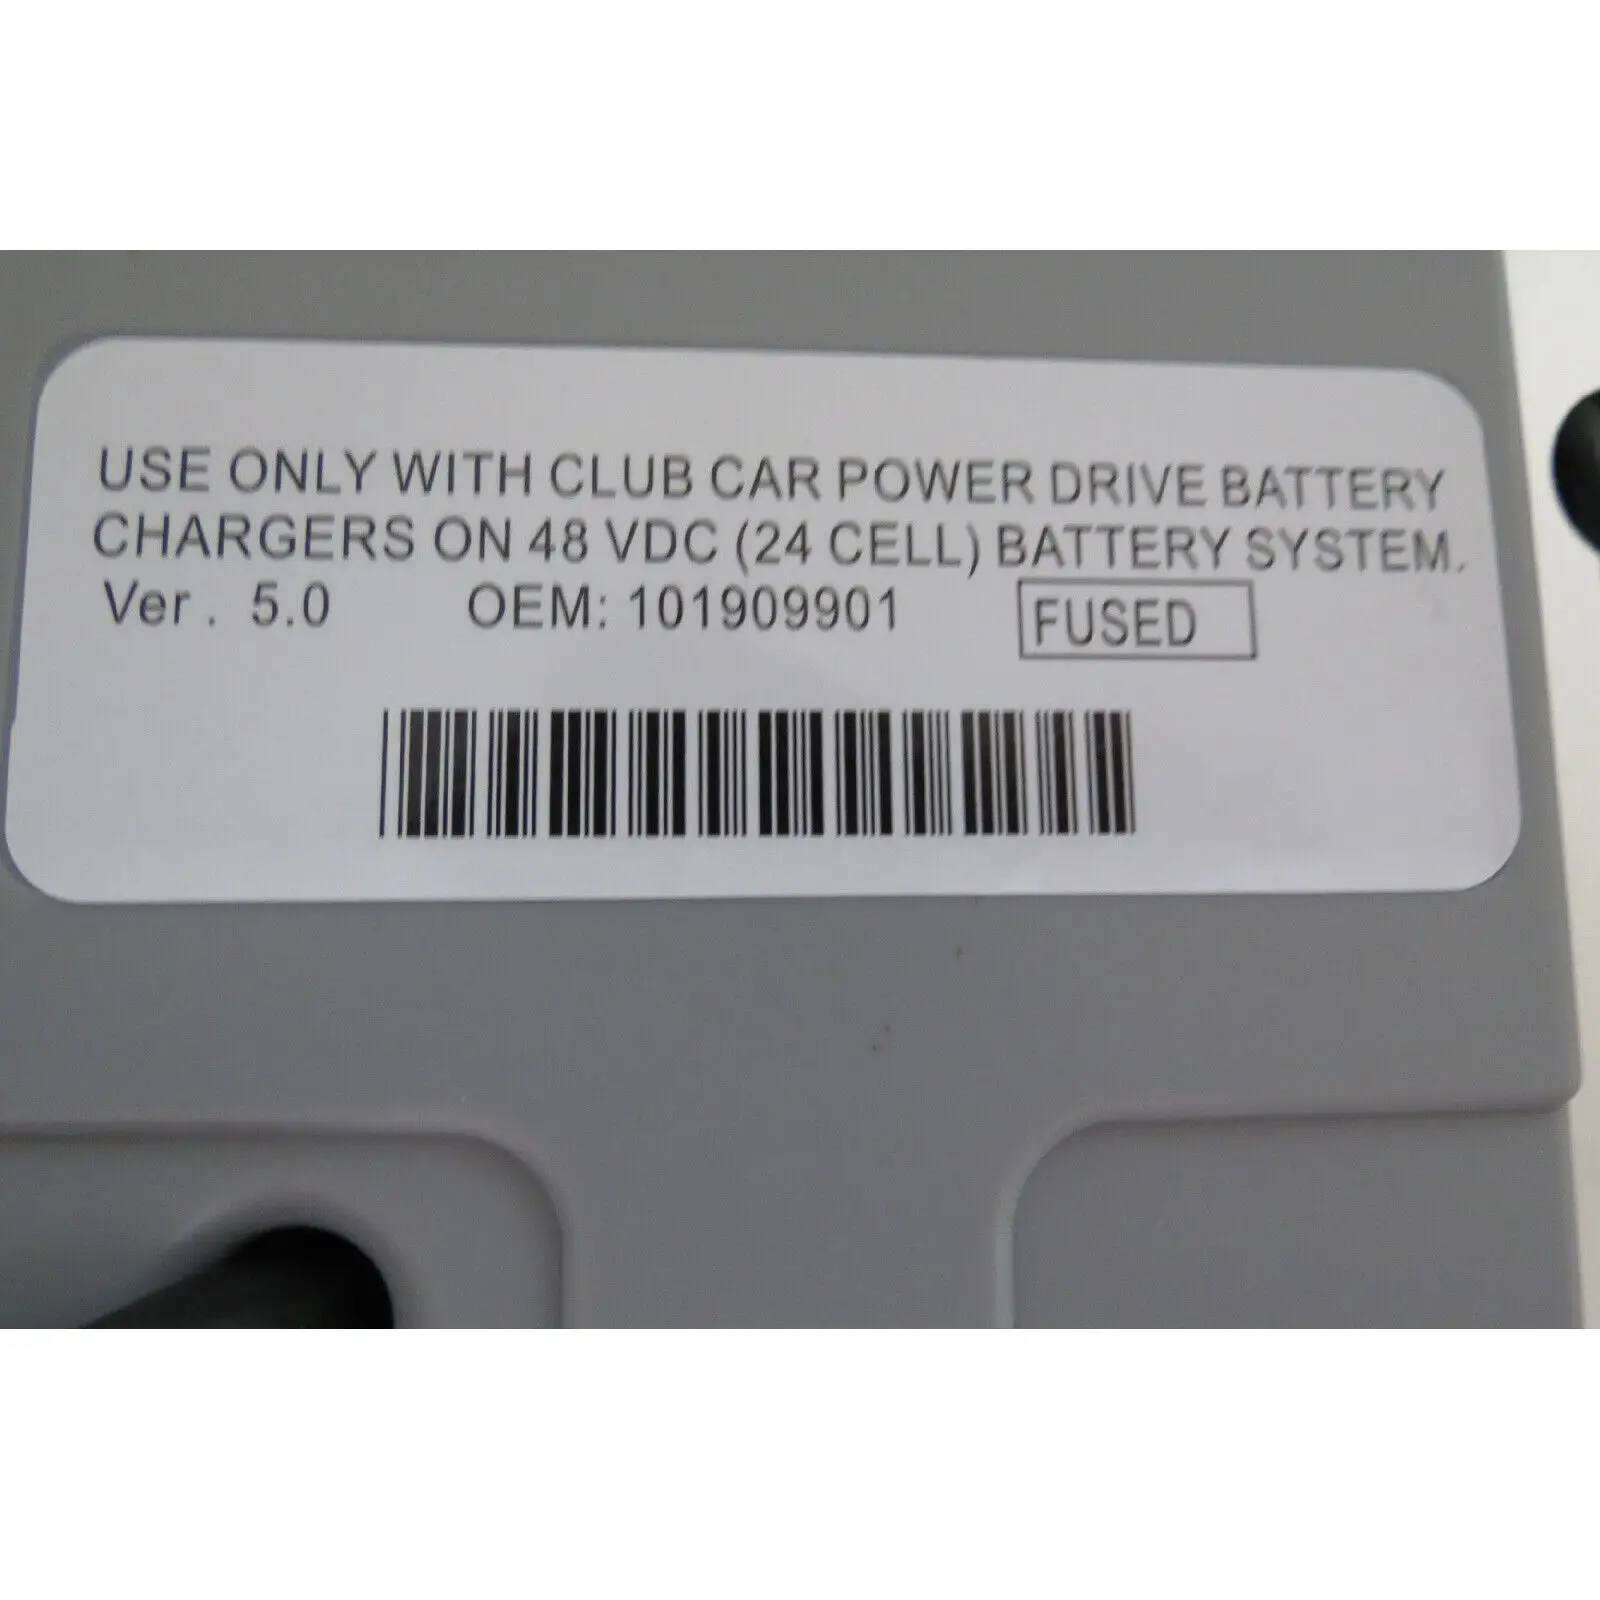 USE ONLY WITH CLUB CAR POWER DRIVE BATTERY
CHARGERS ON 48 VDC (24 CELL) BATTERY SYSTEM.
Ver . 5.0 OEM: 101909901 FUSED